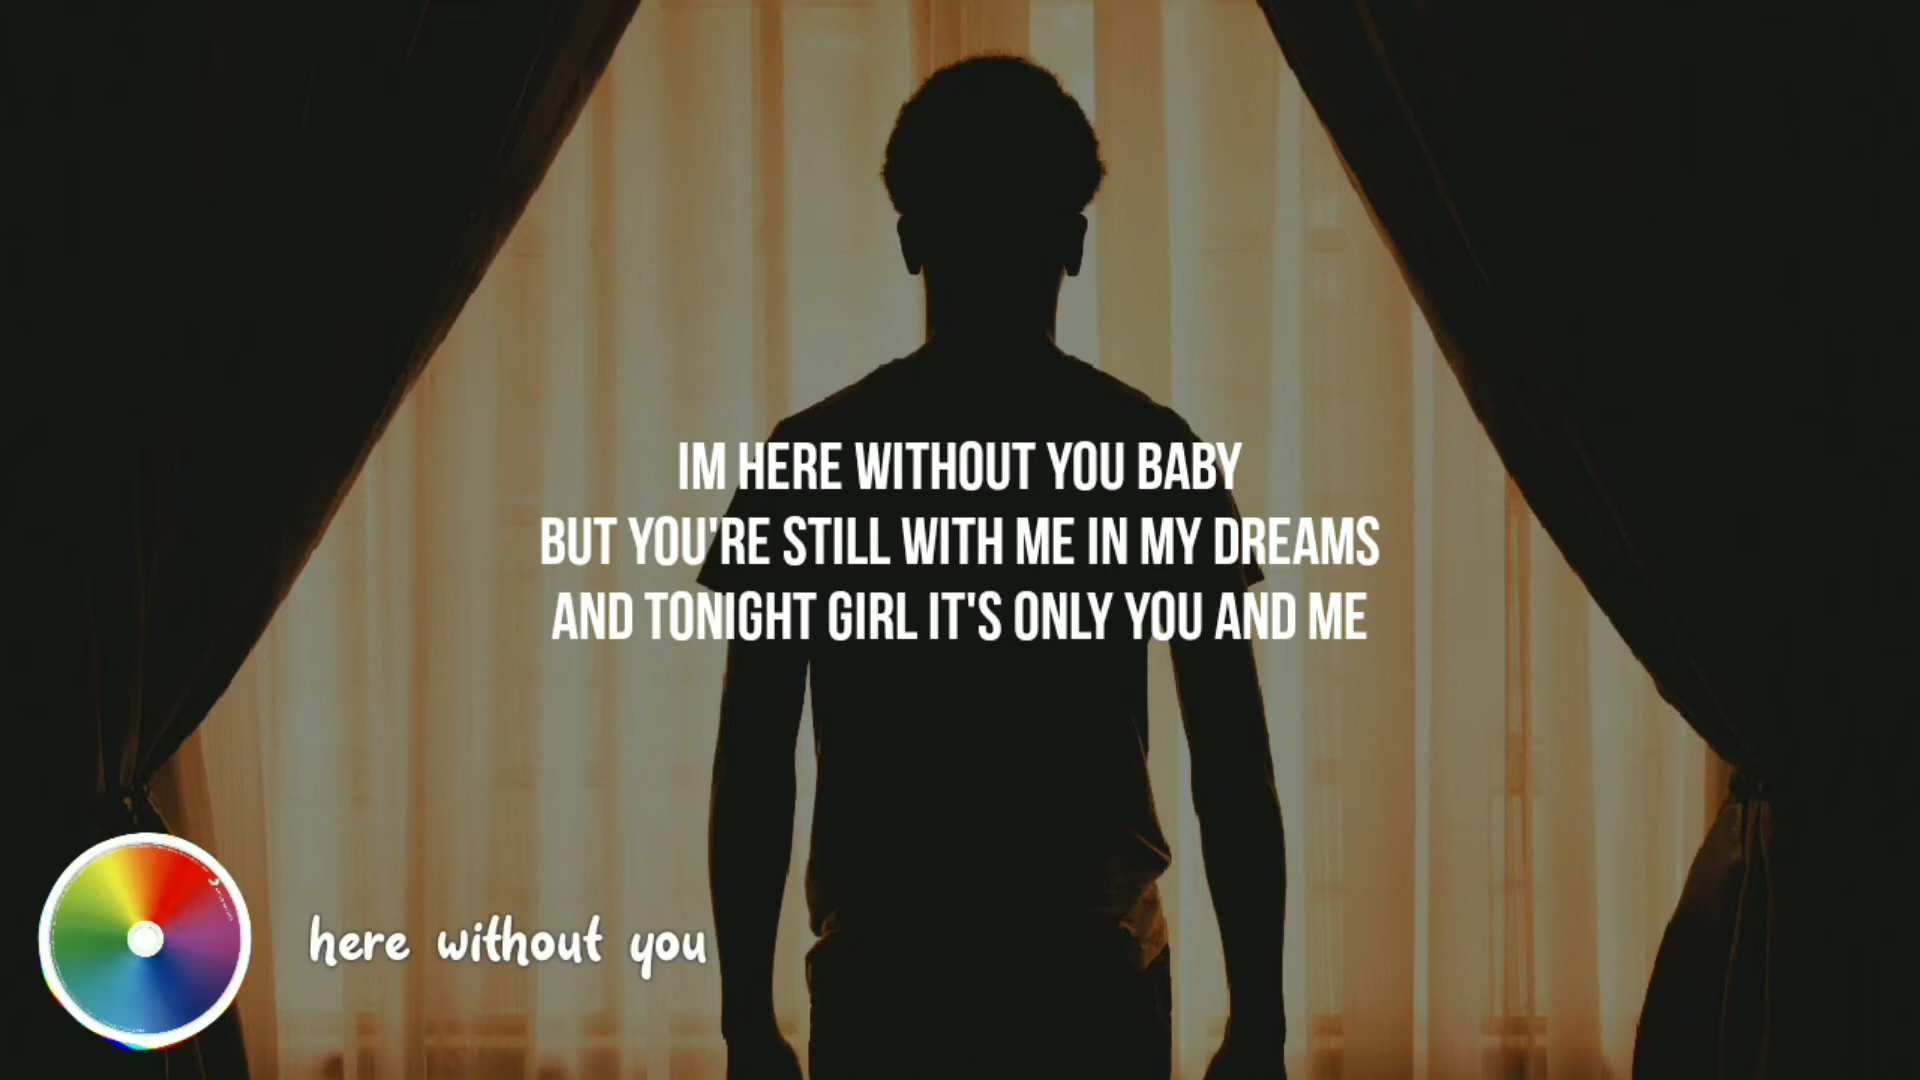 IM HERE WITHOUT YOU BABY
BUT YOU'RE STILL WITH ME IN MY DREAMS
AND TONIGHT GIRL IT'S ONLY YOU AND ME
here without you